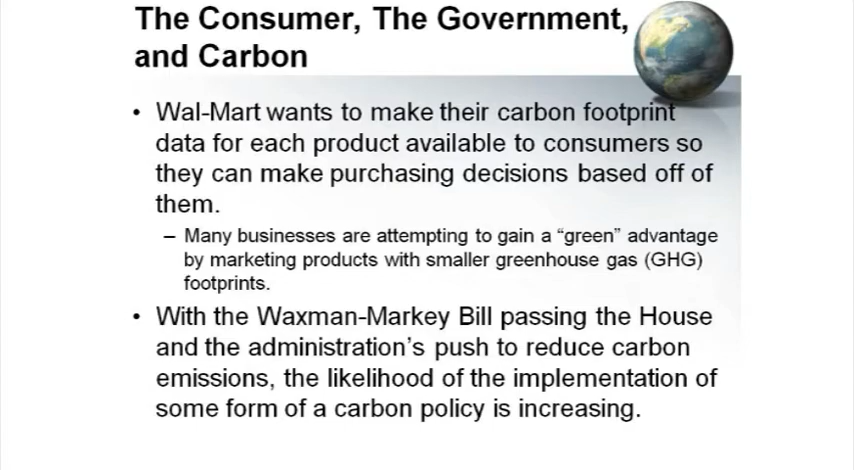 The Consumer, The Government,
and Carbon
• Wal-Mart wants to make their carbon footprint
data for each product available to consumers so
they can make purchasing decisions based off of
them.
– Many businesses are attempting to gain a “green” advantage
by marketing products with smaller greenhouse gas (GHG)
footprints.
• With the Waxman-Markey Bill passing the House
and the administration’s push to reduce carbon
emissions, the likelihood of the implementation of
some form of a carbon policy is increasing.